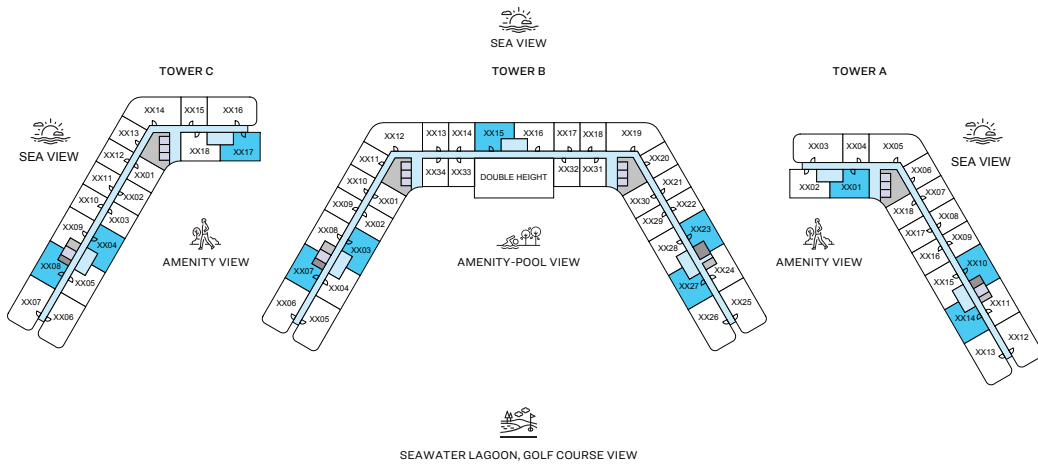 SEA VIEW
TOWER C
TOWER B
TOWER A
XX14
XX15
XX16
XX13
XX12
XX11
XX10
XX09
XX08
XX07
XX06
XX05
XX04
XX03
XX02
XX01
XX18
XX17
SEA VIEW
AMENITY VIEW
XX12
XX13
XX14
XX15
XX16
XX17
XX18
XX19
XX11
XX10
XX09
XX08
XX07
XX06
XX05
XX04
XX03
XX02
XX01
XX34
XX33
DOUBLE HEIGHT
XX32
XX31
XX20
XX21
XX22
XX23
XX24
XX25
XX26
XX27
XX28
XX29
XX30
AMENITY-POOL VIEW
XX03
XX04
XX05
XX02
XX01
XX06
XX07
XX08
XX09
XX10
XX11
XX12
XX13
XX14
XX15
XX16
XX17
XX18
SEA VIEW
AMENITY VIEW
SEAWATER LAGOON, GOLF COURSE VIEW